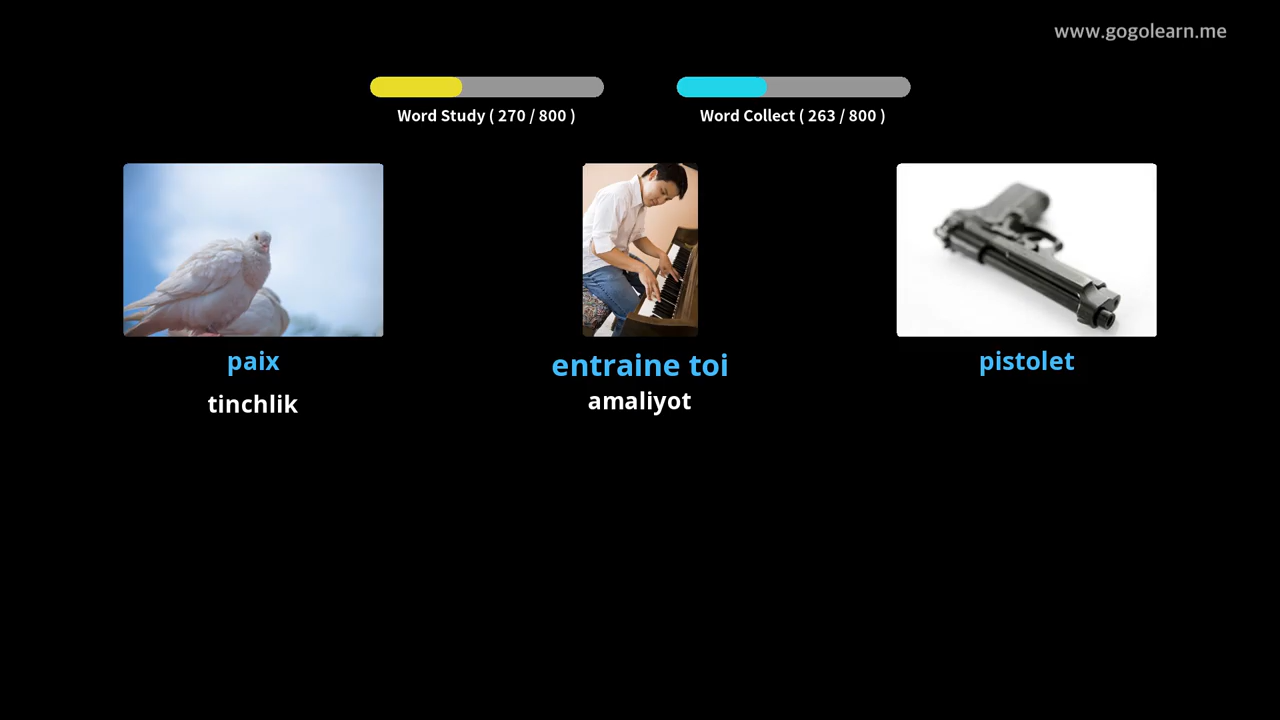 www.gogolearn.me
Word Study ( 270 / 800 )
Word Collect ( 263 / 800 )
paix
entraine toi
pistolet
tinchlik
amaliyot